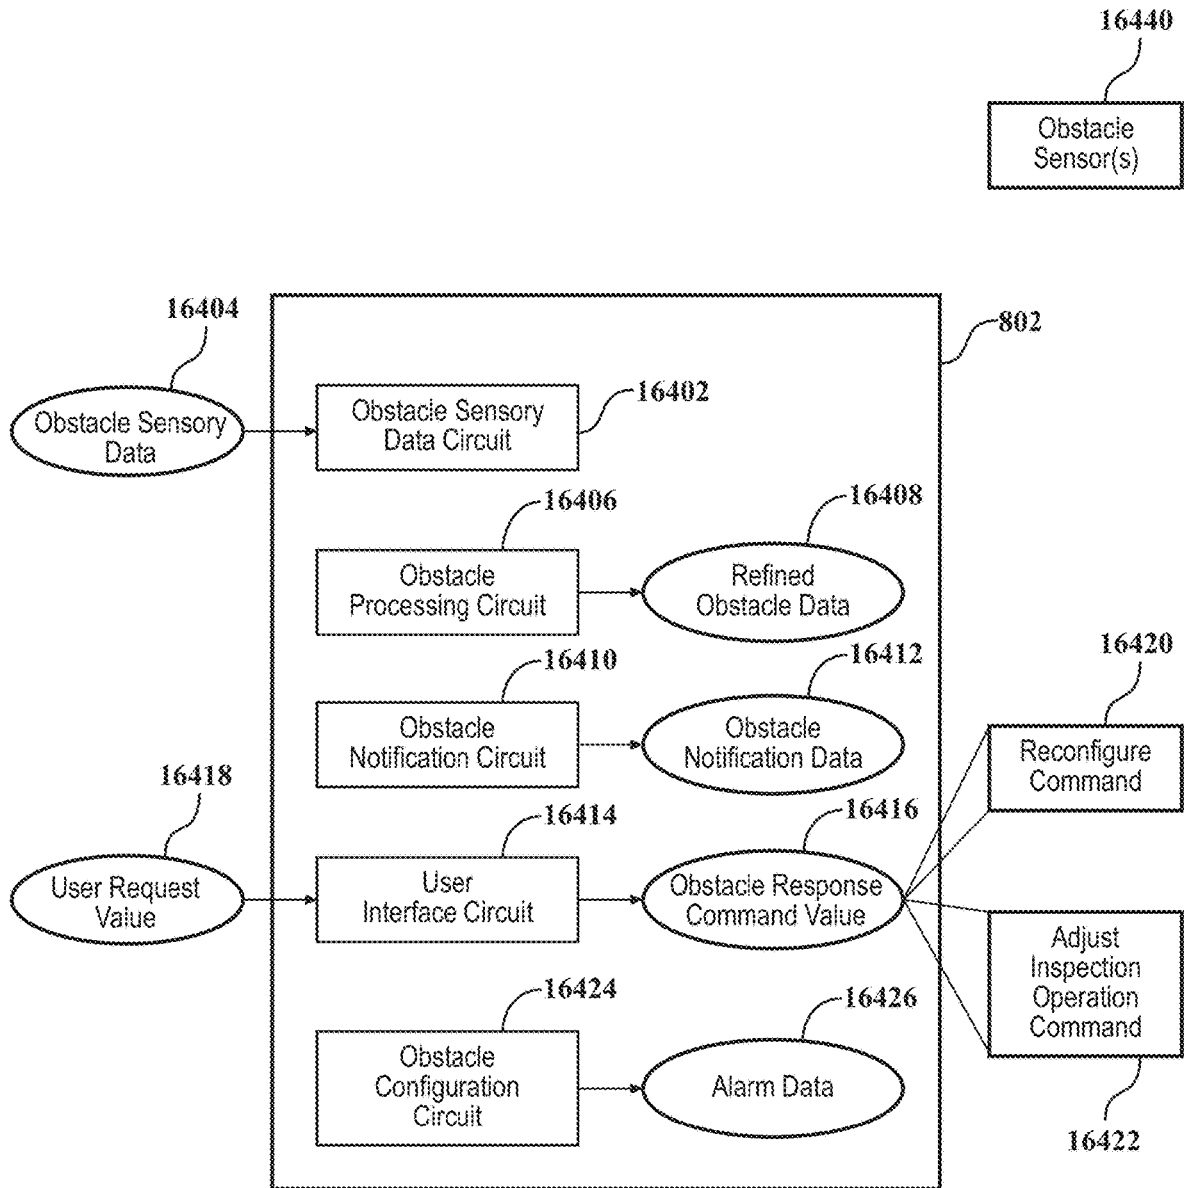 16440
Obstacle
Sensor(s)
16404
802
Obstacle Sensory
Data
Obstacle Sensory
Data Circuit
16402
16406
16408
Obstacle
Processing Circuit
Refined
Obstacle Data
16410
16412
16420
Obstacle
Notification Circuit
Obstacle
Notification Data
Reconfigure
Command
16418
16414
16416
User Request
Value
User
Interface Circuit
Obstacle Response
Command Value
Adjust
Inspection
Operation
Command
16424
16426
Obstacle
Configuration
Circuit
Alarm Data
16422